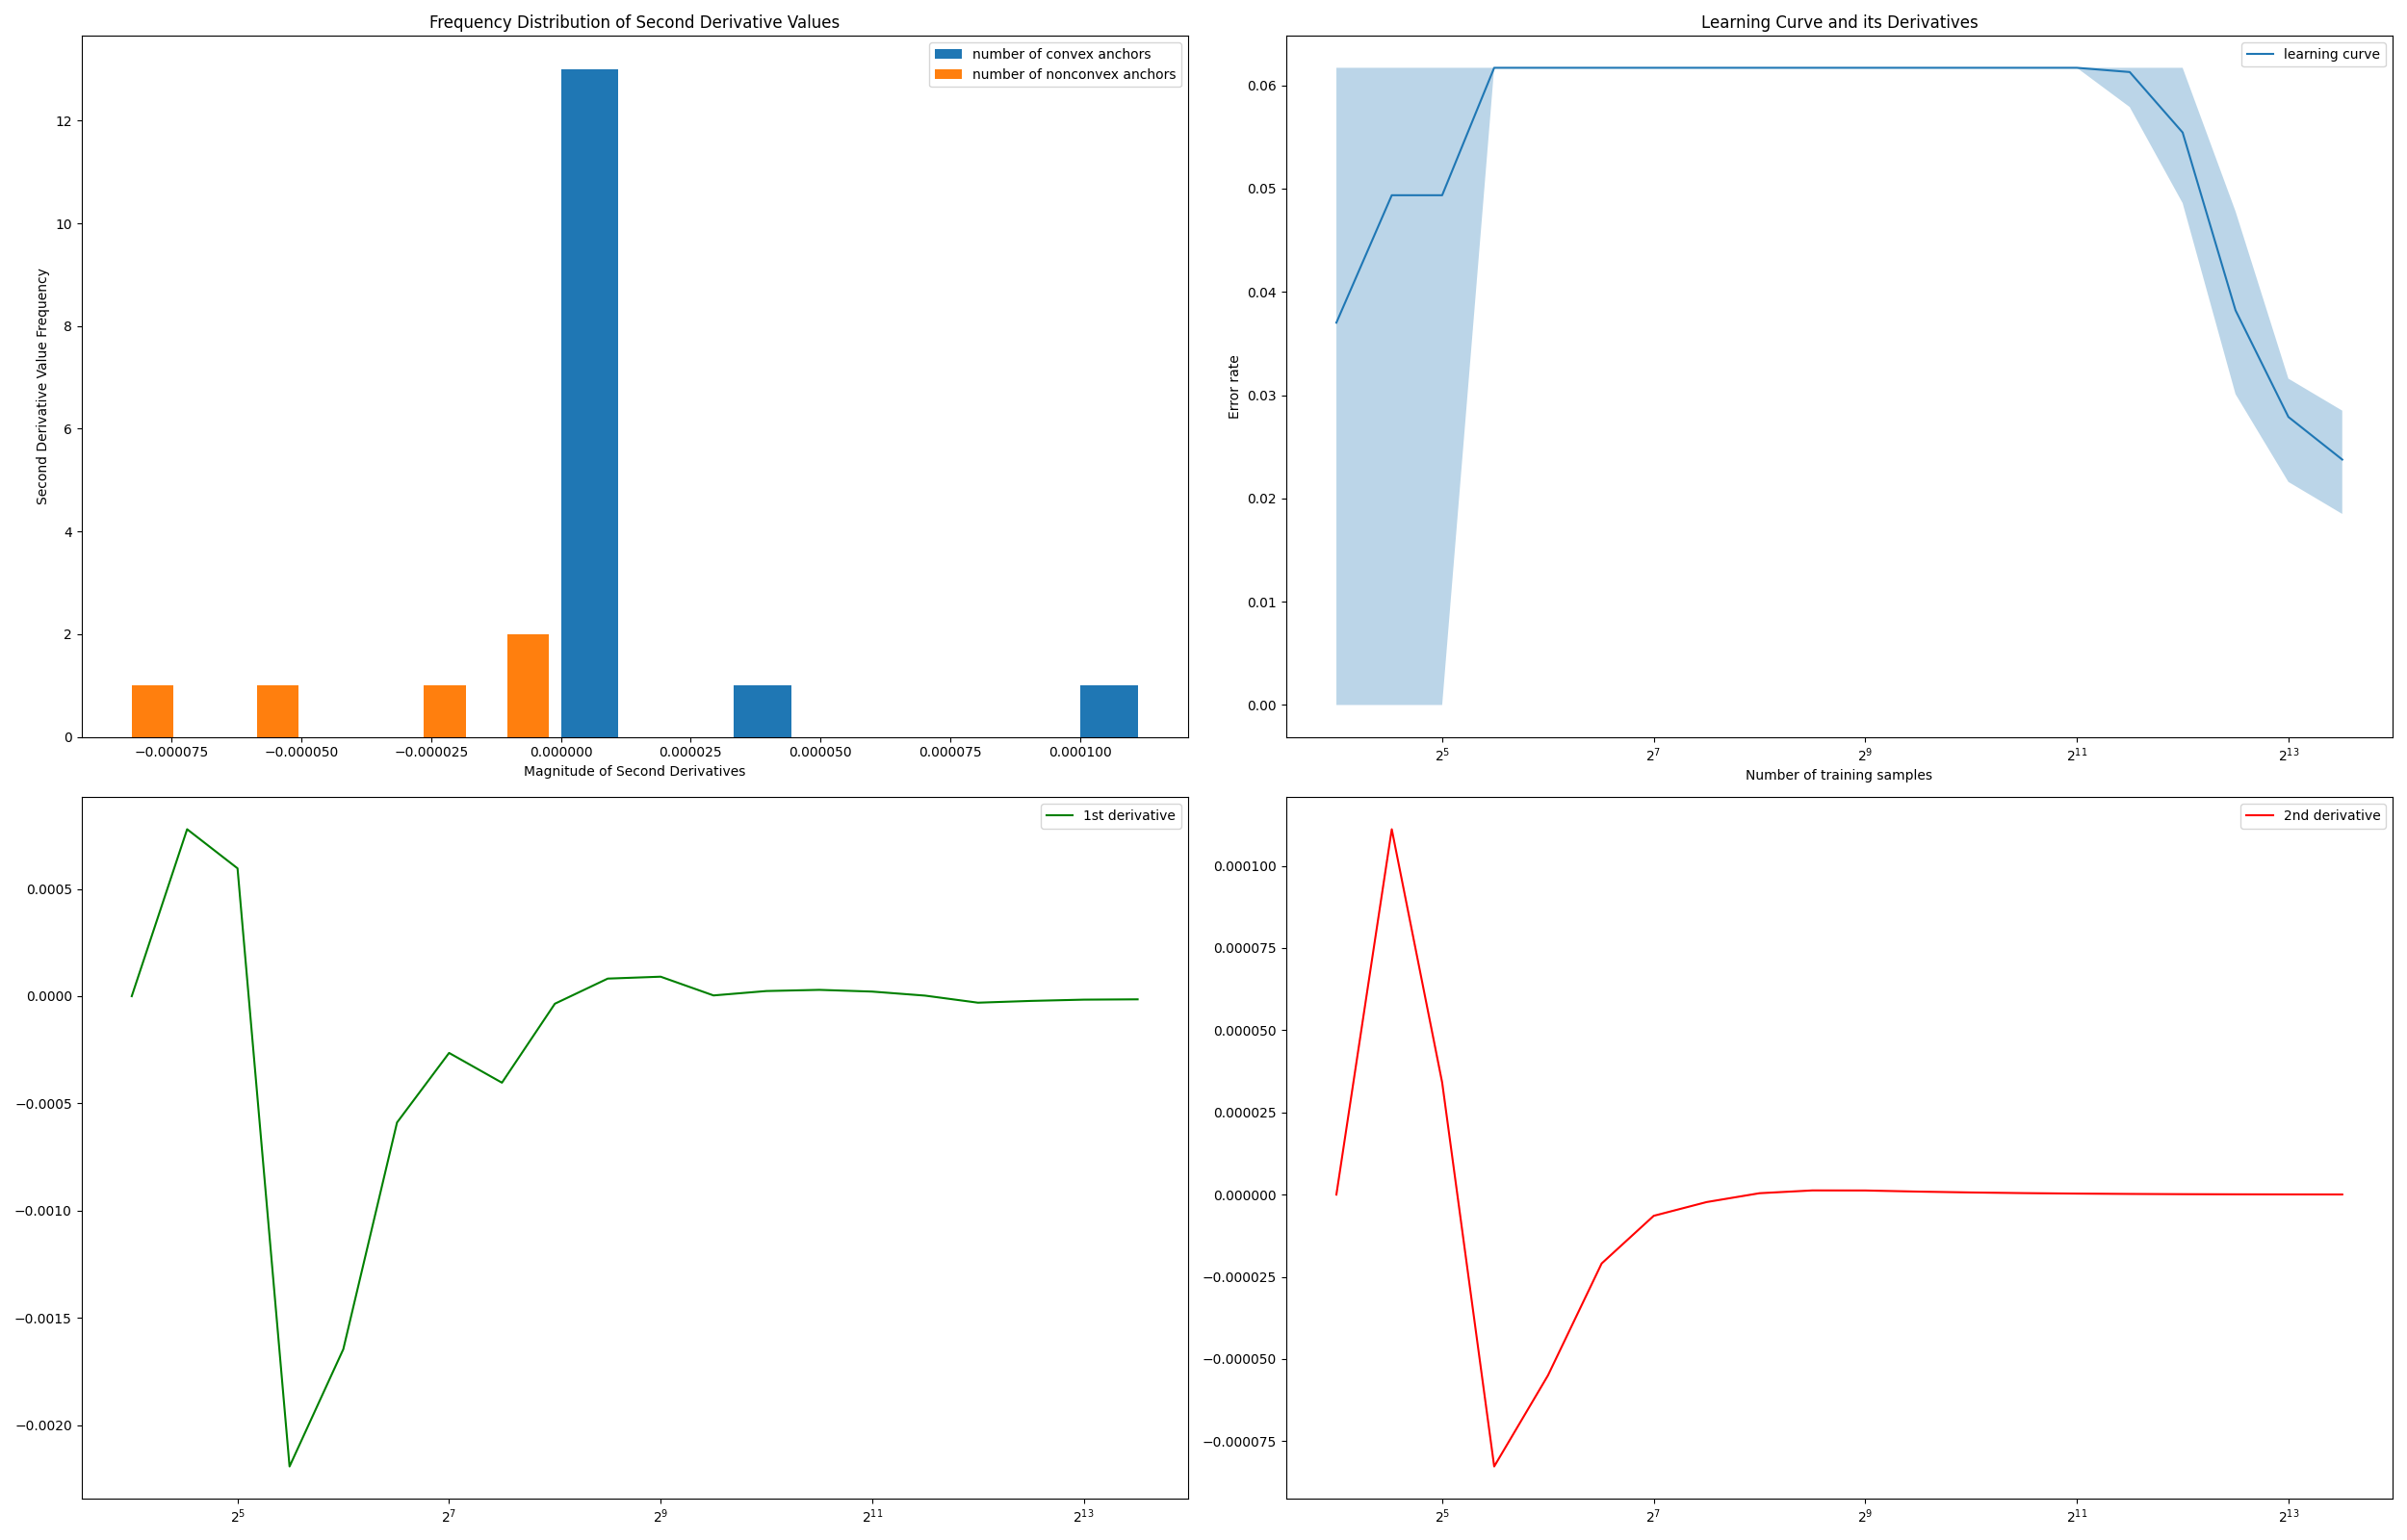 Frequency Distribution of Second Derivative Values
number of convex anchors
number of nonconvex anchors
Second Derivative Value Frequency
12
10
8
6
4
2
0
−0.000075 −0.000050 −0.000025 0.000000 0.000025 0.000050 0.000075 0.000100
Magnitude of Second Derivatives
Learning Curve and its Derivatives
learning curve
Error rate
0.06
0.05
0.04
0.03
0.02
0.01
0.00
2⁵ 2⁷ 2⁹ 2¹¹ 2¹³
Number of training samples
1st derivative
0.0005
0.0000
−0.0005
−0.0010
−0.0015
−0.0020
2⁵ 2⁷ 2⁹ 2¹¹ 2¹³
2nd derivative
0.000100
0.000075
0.000050
0.000025
0.000000
−0.000025
−0.000050
−0.000075
2⁵ 2⁷ 2⁹ 2¹¹ 2¹³